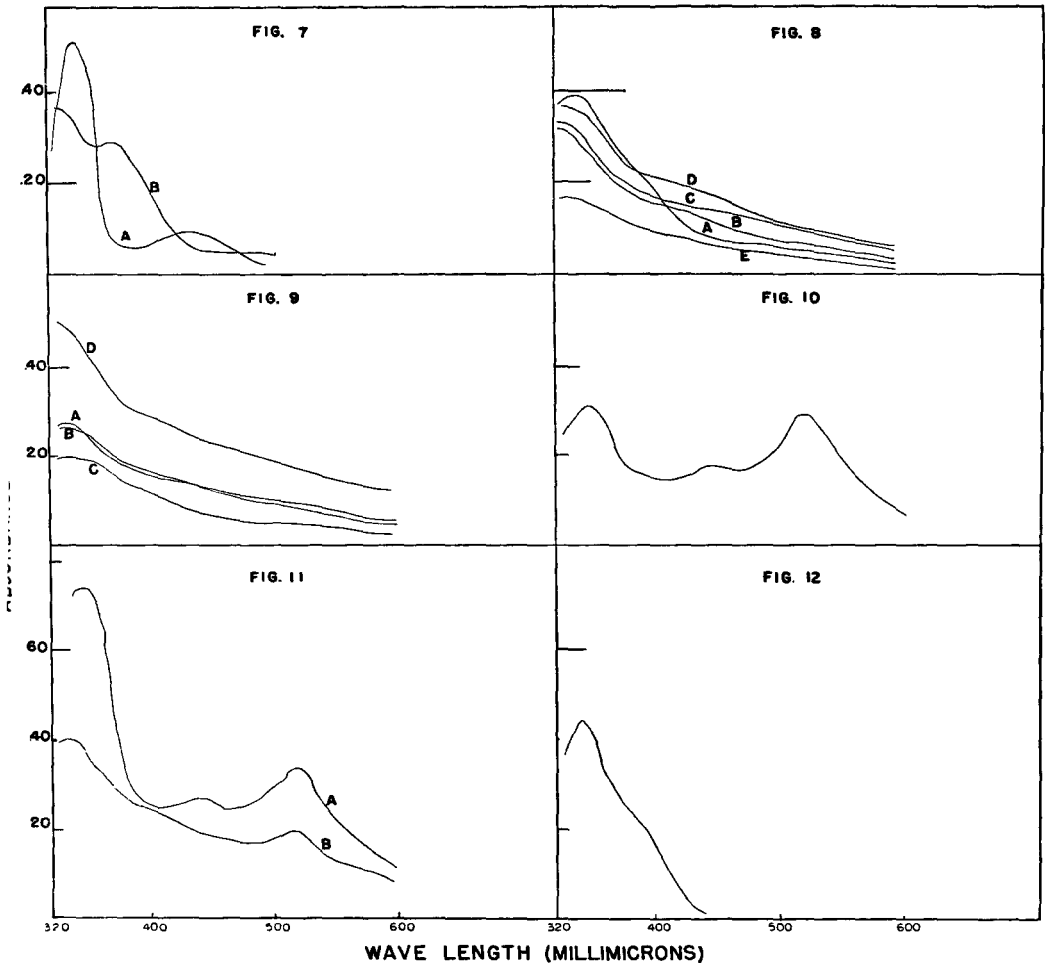 FIG. 7
.40
.20
.0
A
B
FIG. 8
D
C
B
A
E
FIG. 9
.40
.20
D
A
B
C
FIG. 10
FIG. 11
60
40
20
A
B
FIG. 12
320 400 500 600 320 400 500 600
WAVE LENGTH (MILLIMICRONS)